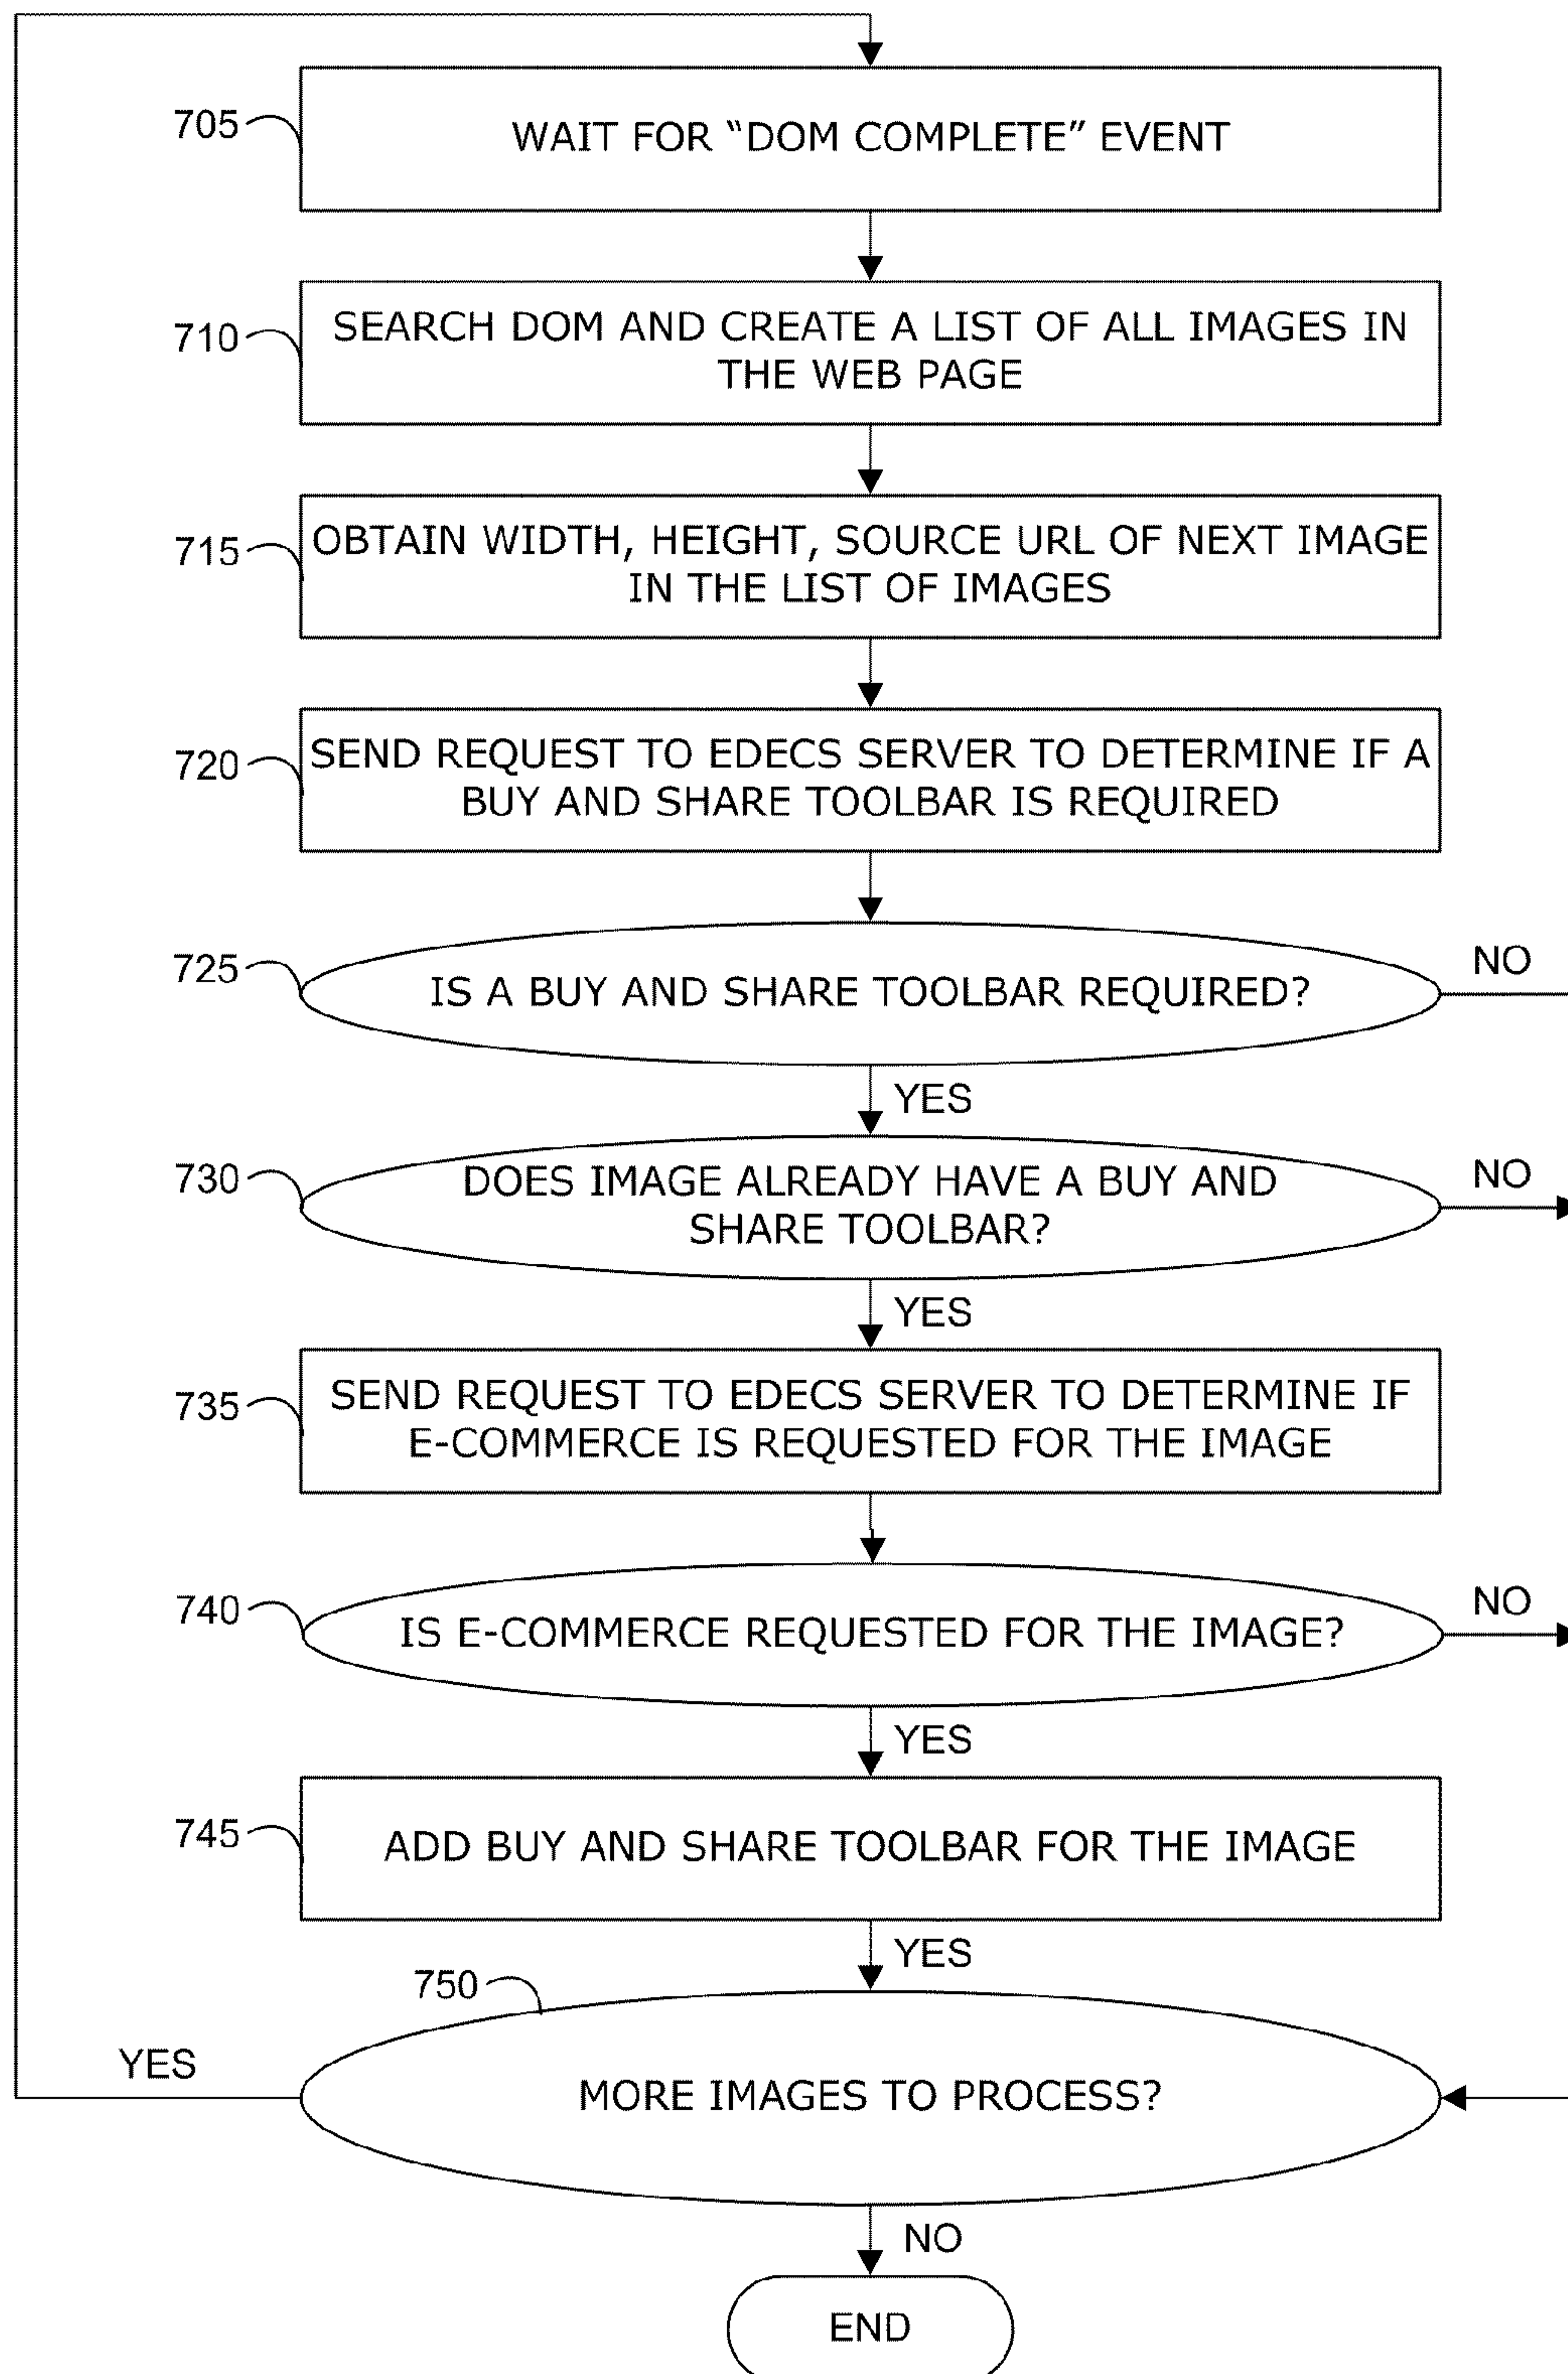 705
WAIT FOR “DOM COMPLETE” EVENT
710
SEARCH DOM AND CREATE A LIST OF ALL IMAGES IN
THE WEB PAGE
715
OBTAIN WIDTH, HEIGHT, SOURCE URL OF NEXT IMAGE
IN THE LIST OF IMAGES
720
SEND REQUEST TO EDECS SERVER TO DETERMINE IF A
BUY AND SHARE TOOLBAR IS REQUIRED
725
IS A BUY AND SHARE TOOLBAR REQUIRED?
NO
YES
730
DOES IMAGE ALREADY HAVE A BUY AND
SHARE TOOLBAR?
NO
YES
735
SEND REQUEST TO EDECS SERVER TO DETERMINE IF
E-COMMERCE IS REQUESTED FOR THE IMAGE
740
IS E-COMMERCE REQUESTED FOR THE IMAGE?
NO
YES
745
ADD BUY AND SHARE TOOLBAR FOR THE IMAGE
YES
750
YES
MORE IMAGES TO PROCESS?
NO
END